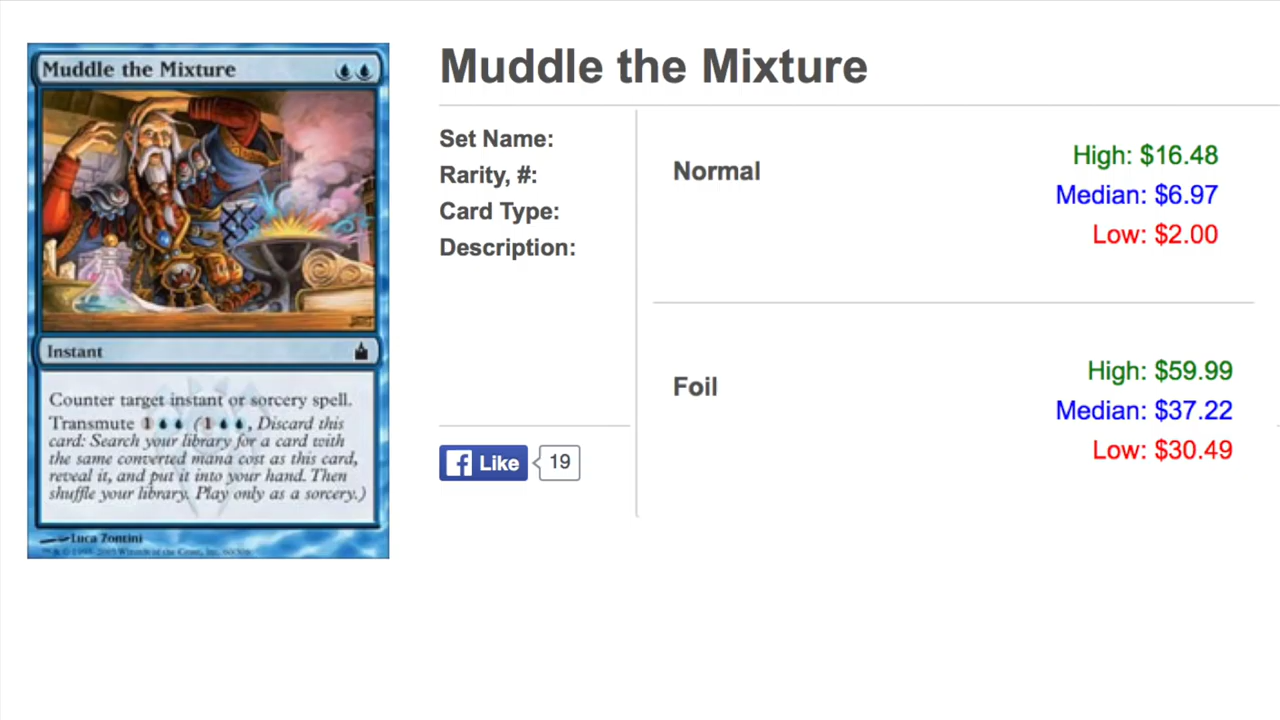 Muddle the Mixture
Instant
Counter target instant or sorcery spell.
Transmute 1 (1 , Discard this
card: Search your library for a card with
the same converted mana cost as this card,
reveal it, and put it into your hand. Then
shuffle your library. Play only as a sorcery.)
Luca Zontini
Muddle the Mixture
Set Name:
Rarity, #:
Card Type:
Description:
Like 19
Normal
High: $16.48
Median: $6.97
Low: $2.00
Foil
High: $59.99
Median: $37.22
Low: $30.49